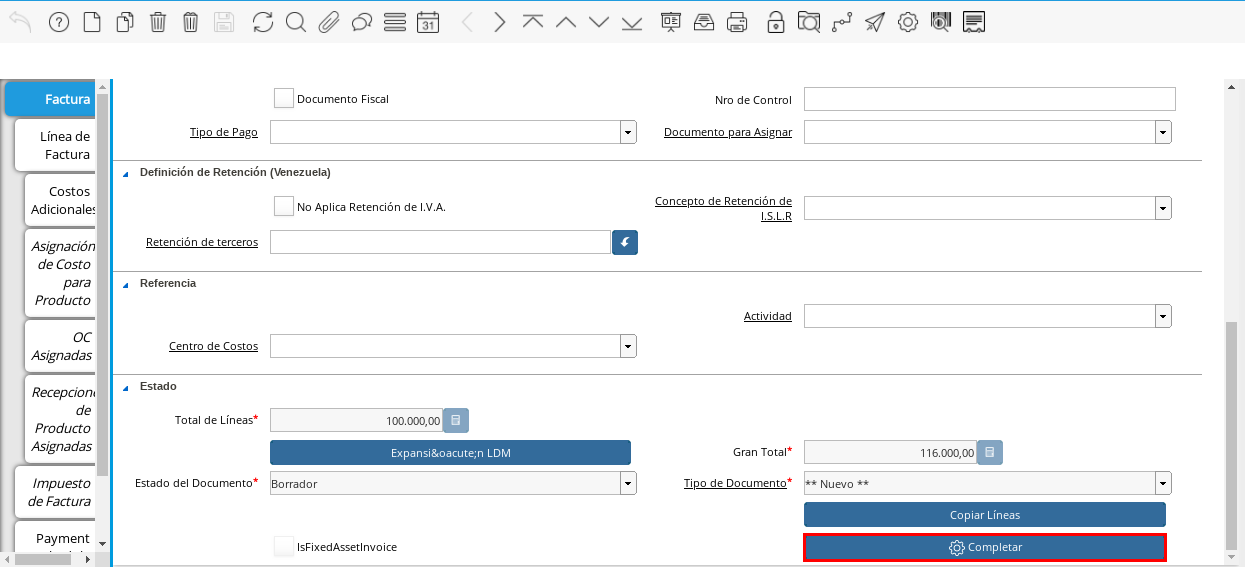 31
Factura
Línea de
Factura
Costos
Adicionales
Asignación
de Costo
para
Producto
OC
Asignadas
de
Producto
Asignadas
Impuesto
de Factura
Payment
Documento Fiscal
Nro de Control
Tipo de Pago
Documento para Asignar
Definición de Retención (Venezuela)
No Aplica Retención de I.V.A.
Concepto de Retención de
I.S.L.R
Retención de terceros
Referencia
Actividad
Centro de Costos
Estado
Total de Líneas* 100.000,00
Expansi&oacute;n LDM
Gran Total* 116.000,00
Estado del Documento* Borrador
Tipo de Documento* ** Nuevo **
Copiar Líneas
IsFixedAssetInvoice
Completar